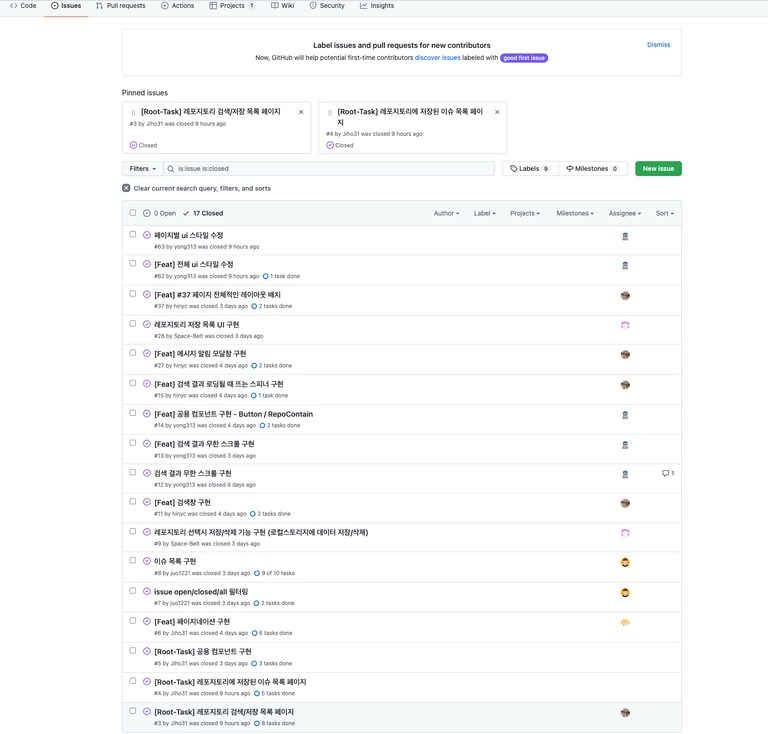 Code Issues Pull requests Actions Projects 1 Wiki Security Insights
Label issues and pull requests for new contributors
Dismiss
Now, GitHub will help potential first-time contributors discover issues labeled with good first issue
Pinned issues
[Root-Task] 레포지토리 검색/저장 목록 페이지
#3 by Jiho31 was closed 9 hours ago
Closed
[Root-Task] 레포지토리에 저장된 이슈 목록 페이
지
#4 by Jiho31 was closed 9 hours ago
Closed
Filters is:issue is:closed Labels 9 Milestones 0 New issue
Clear current search query, filters, and sorts
0 Open 17 Closed Author Label Projects Milestones Assignee Sort
페이지별 ui 스타일 수정
#63 by yong313 was closed 9 hours ago
[Feat] 전체 ui 스타일 수정
#62 by yong313 was closed 9 hours ago 1 task done
[Feat] #37 페이지 전체적인 레이아웃 배치
#37 by hinyc was closed 3 days ago 2 tasks done
레포지토리 저장 목록 UI 구현
#28 by Space-Belt was closed 3 days ago
[Feat] 메시지 알림 모달창 구현
#27 by hinyc was closed 4 days ago 2 tasks done
[Feat] 검색 결과 로딩될 때 뜨는 스피너 구현
#15 by hinyc was closed 4 days ago 1 task done
[Feat] 공용 컴포넌트 구현 - Button / RepoContain
#14 by yong313 was closed 4 days ago 2 tasks done
[Feat] 검색 결과 무한 스크롤 구현
#13 by yong313 was closed 3 days ago
검색 결과 무한 스크롤 구현 1
#12 by yong313 was closed 4 days ago
[Feat] 검색창 구현
#11 by hinyc was closed 4 days ago 2 tasks done
레포지토리 선택시 저장/삭제 기능 구현 (로컬스토리지에 데이터 저장/삭제)
#9 by Space-Belt was closed 3 days ago
이슈 목록 구현
#8 by juo1221 was closed 3 days ago 9 of 10 tasks
issue open/closed/all 필터링
#7 by juo1221 was closed 3 days ago 2 tasks done
[Feat] 페이지네이션 구현
#6 by Jiho31 was closed 4 days ago 6 tasks done
[Root-Task] 공용 컴포넌트 구현
#5 by Jiho31 was closed 3 days ago 3 tasks done
[Root-Task] 레포지토리에 저장된 이슈 목록 페이지
#4 by Jiho31 was closed 9 hours ago 5 tasks done
[Root-Task] 레포지토리 검색/저장 목록 페이지
#3 by Jiho31 was closed 9 hours ago 8 tasks done